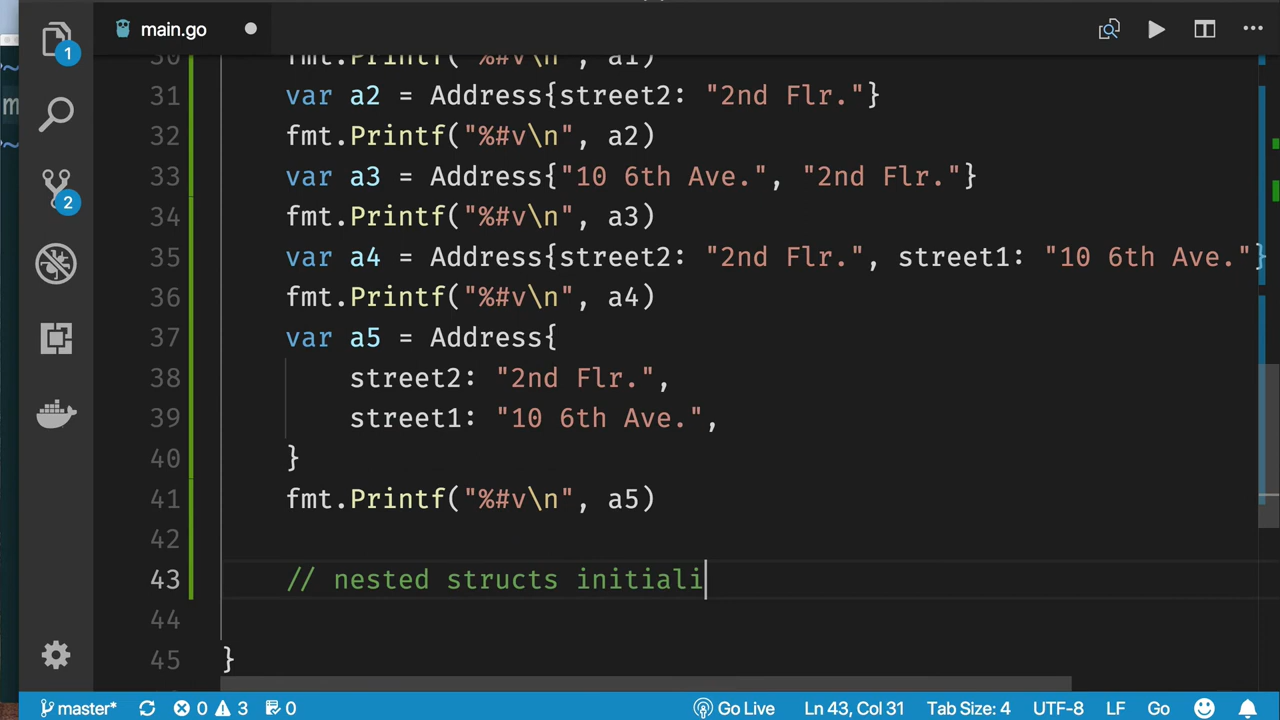 1
main.go
m
30 fmt.Printf("%#v\n", a1)
31 var a2 = Address{street2: "2nd Flr."}
32 fmt.Printf("%#v\n", a2)
33 var a3 = Address{"10 6th Ave.", "2nd Flr."}
2
34 fmt.Printf("%#v\n", a3)
35 var a4 = Address{street2: "2nd Flr.", street1: "10 6th Ave."}
36 fmt.Printf("%#v\n", a4)
37 var a5 = Address{
38 street2: "2nd Flr.",
39 street1: "10 6th Ave.",
40 }
41 fmt.Printf("%#v\n", a5)
42
43 // nested structs initiali
44
45 }
master* 0 3 0 Go Live Ln 43, Col 31 Tab Size: 4 UTF-8 LF Go